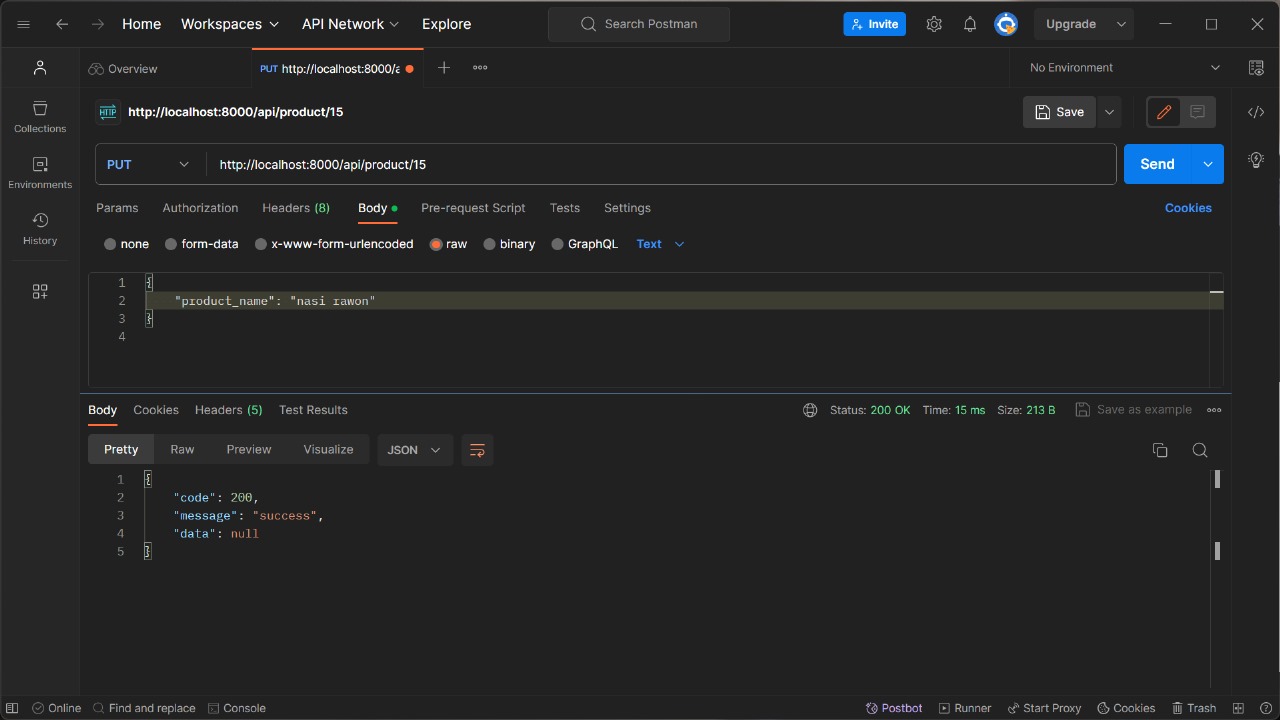 Home Workspaces API Network Explore Search Postman Invite Upgrade
Overview PUT http://localhost:8000/a No Environment
HTTP http://localhost:8000/api/product/15 Save
Collections
Environments
History
PUT http://localhost:8000/api/product/15 Send
Params Authorization Headers (8) Body Pre-request Script Tests Settings Cookies
none form-data x-www-form-urlencoded raw binary GraphQL Text
1 {
2 "product_name": "nasi rawon"
3 }
4
Body Cookies Headers (5) Test Results Status: 200 OK Time: 15 ms Size: 213 B Save as example
Pretty Raw Preview Visualize JSON
1 {
2 "code": 200,
3 "message": "success",
4 "data": null
5 }
Online Find and replace Console Postbot Runner Start Proxy Cookies Trash